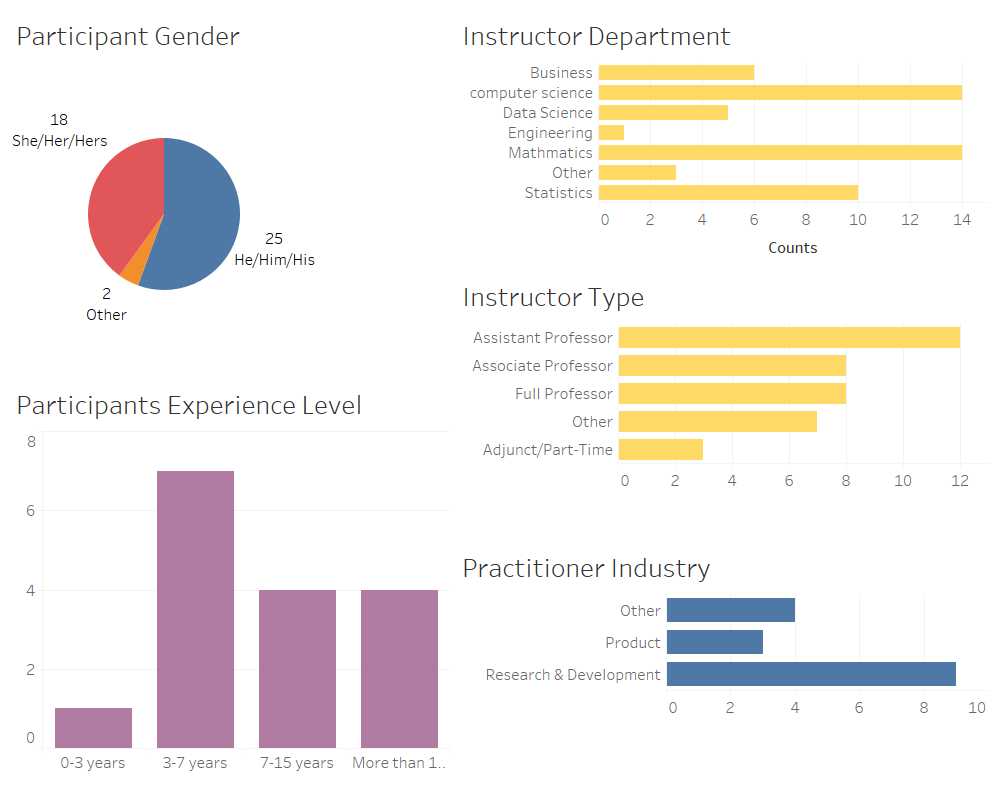 Participant Gender
18
She/Her/Hers
25
He/Him/His
2
Other
Participants Experience Level
8
6
4
2
0
0-3 years 3-7 years 7-15 years More than 1..
Instructor Department
Business
computer science
Data Science
Engineering
Mathmatics
Other
Statistics
0 2 4 6 8 10 12 14
Counts
Instructor Type
Assistant Professor
Associate Professor
Full Professor
Other
Adjunct/Part-Time
0 2 4 6 8 10 12
Practitioner Industry
Other
Product
Research & Development
0 2 4 6 8 10